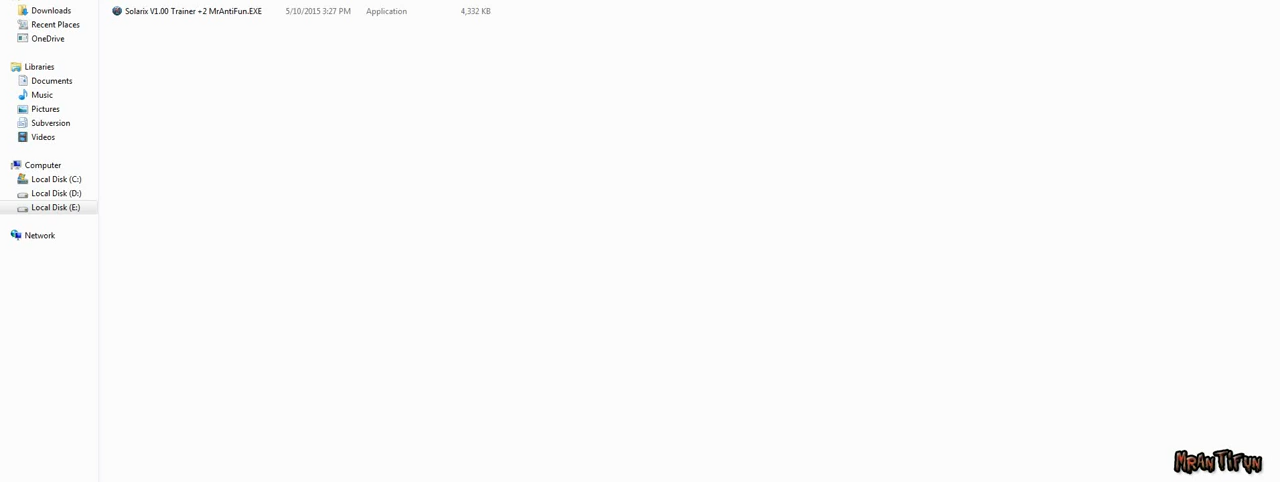 Downloads
Recent Places
OneDrive
Libraries
Documents
Music
Pictures
Subversion
Videos
Computer
Local Disk (C:)
Local Disk (D:)
Local Disk (E:)
Network
Solarix V1.00 Trainer +2 MrAntiFun.EXE 5/10/2015 3:27 PM Application 4,332 KB
MrAnTiFun